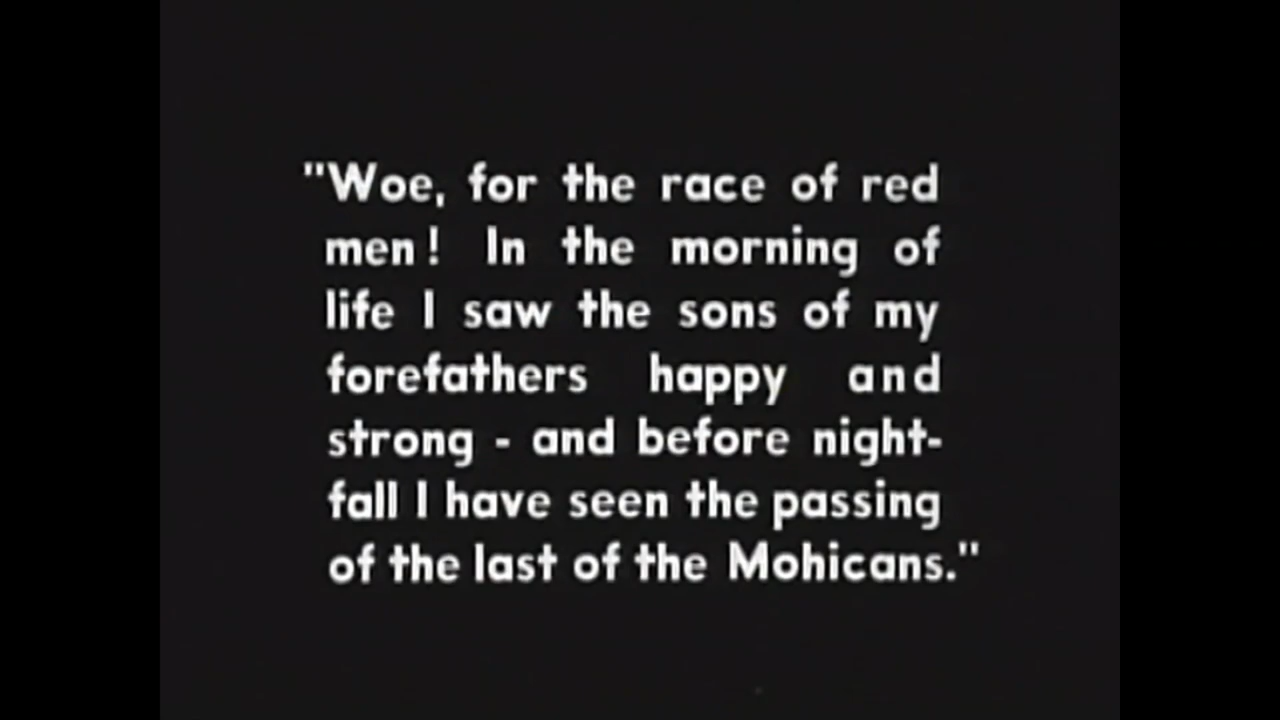 "Woe, for the race of red
men! In the morning of
life I saw the sons of my
forefathers happy and
strong - and before night-
fall I have seen the passing
of the last of the Mohicans."